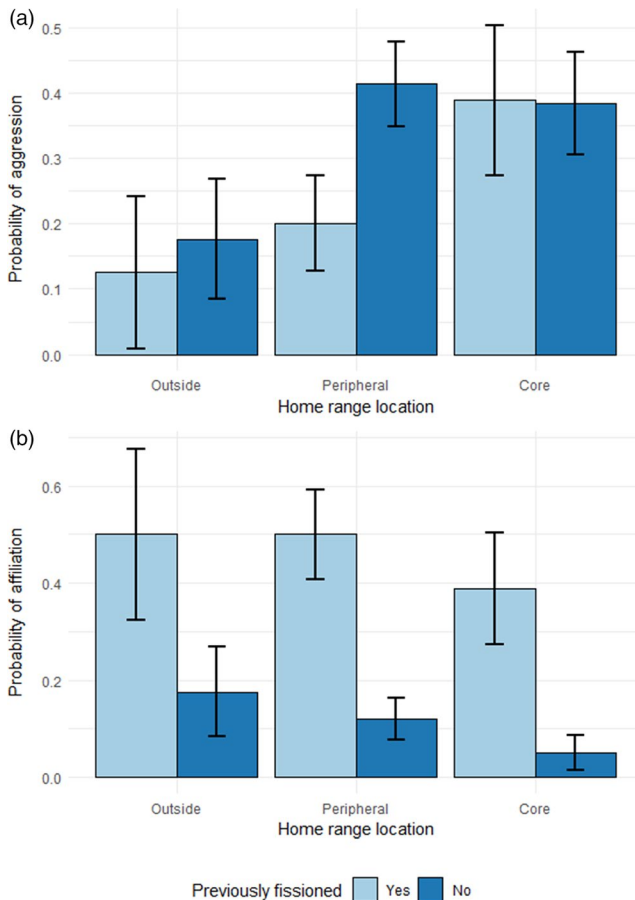 (a)
Probability of aggression
0.5
0.4
0.3
0.2
0.1
0.0
Outside Peripheral Core
Home range location
(b)
Probability of affiliation
0.6
0.4
0.2
0.0
Outside Peripheral Core
Home range location
Previously fissioned Yes No